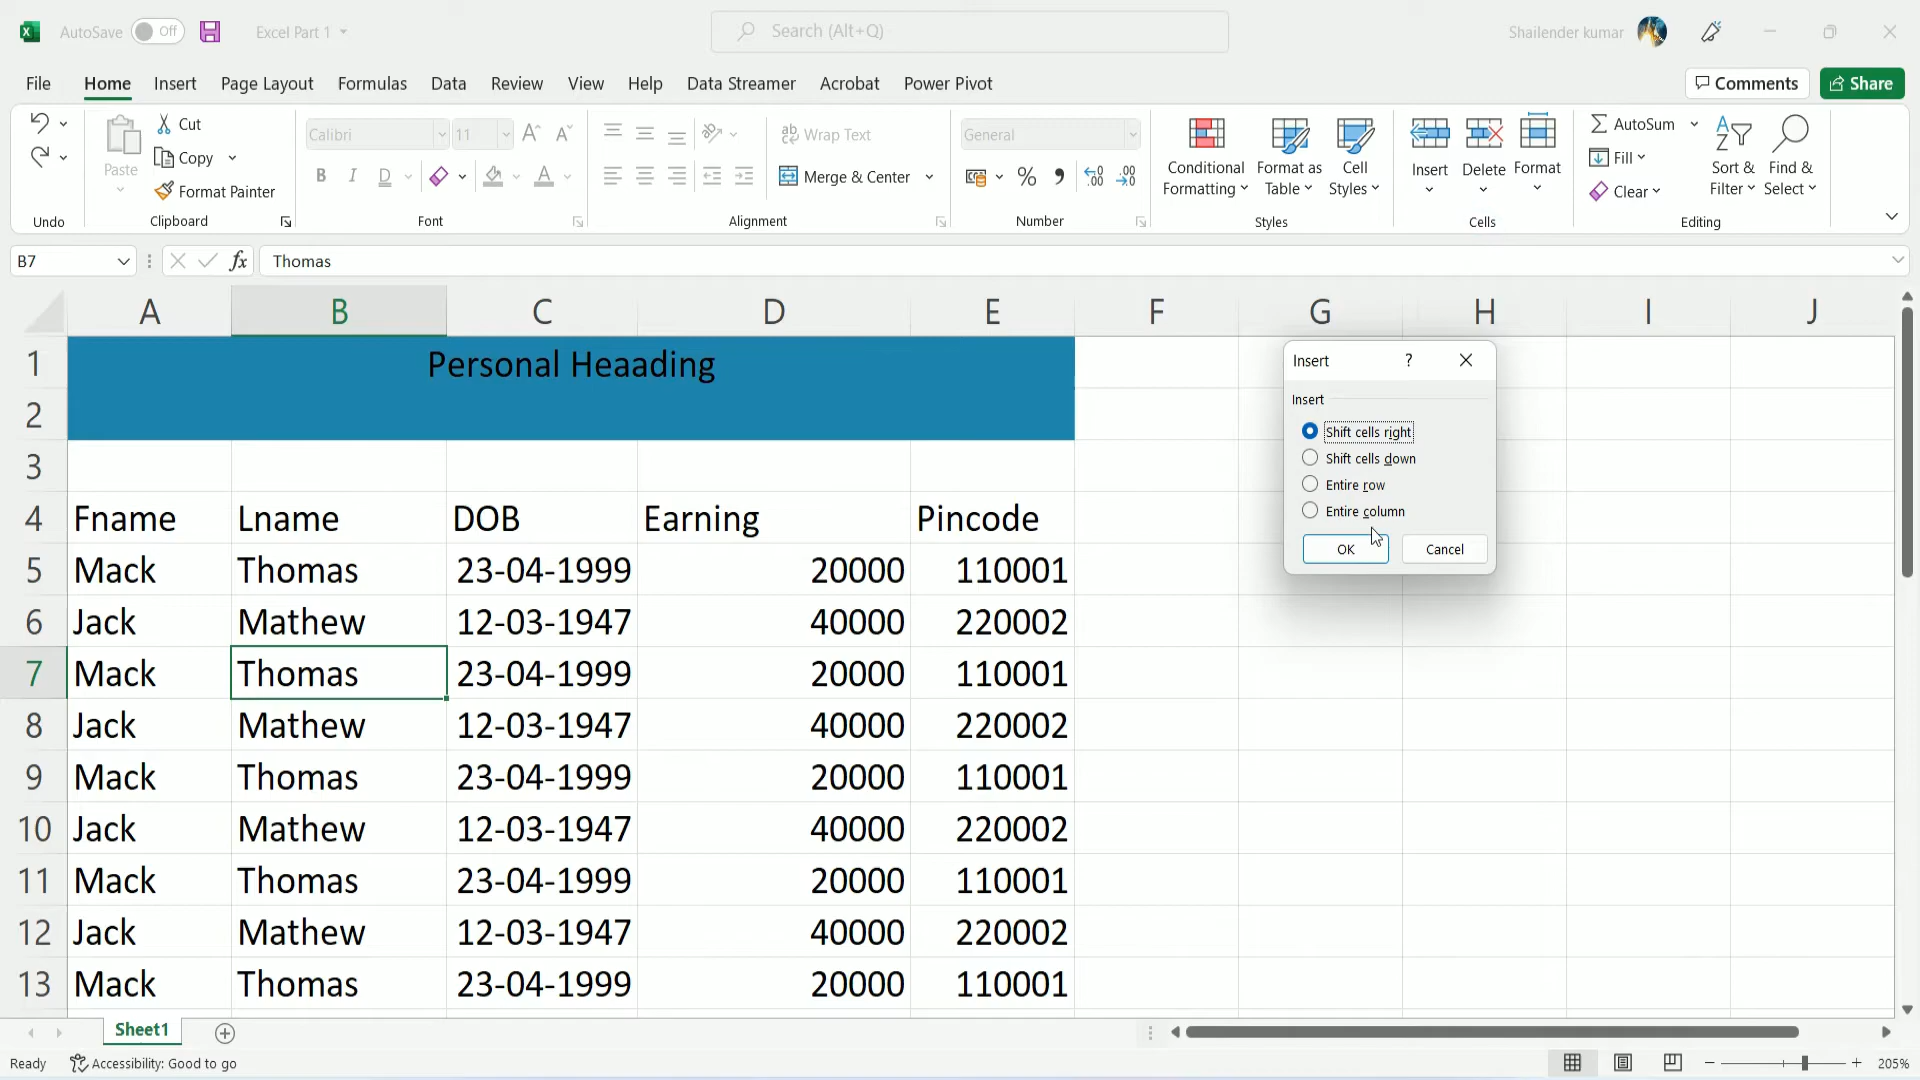 AutoSave Off Excel Part 1 Search (Alt+Q) Shailender kumar
File Home Insert Page Layout Formulas Data Review View Help Data Streamer Acrobat Power Pivot Comments Share
Paste Cut Copy Format Painter
Calibri 11
B I D A
ab Wrap Text
Merge & Center
General
% 9
Conditional Formatting
Format as Table
Cell Styles
Insert Delete Format
AutoSum
Fill
Clear
Sort & Filter
Find & Select
Undo Clipboard Font Alignment Number Styles Cells Editing
B7 fx Thomas
A B C D E F G H I J
1 Personal Heaading
2
3
4 Fname Lname DOB Earning Pincode
5 Mack Thomas 23-04-1999 20000 110001
6 Jack Mathew 12-03-1947 40000 220002
7 Mack Thomas 23-04-1999 20000 110001
8 Jack Mathew 12-03-1947 40000 220002
9 Mack Thomas 23-04-1999 20000 110001
10 Jack Mathew 12-03-1947 40000 220002
11 Mack Thomas 23-04-1999 20000 110001
12 Jack Mathew 12-03-1947 40000 220002
13 Mack Thomas 23-04-1999 20000 110001
Insert ?
Insert
Shift cells right
Shift cells down
Entire row
Entire column
OK Cancel
Sheet1
Ready Accessibility: Good to go 205%